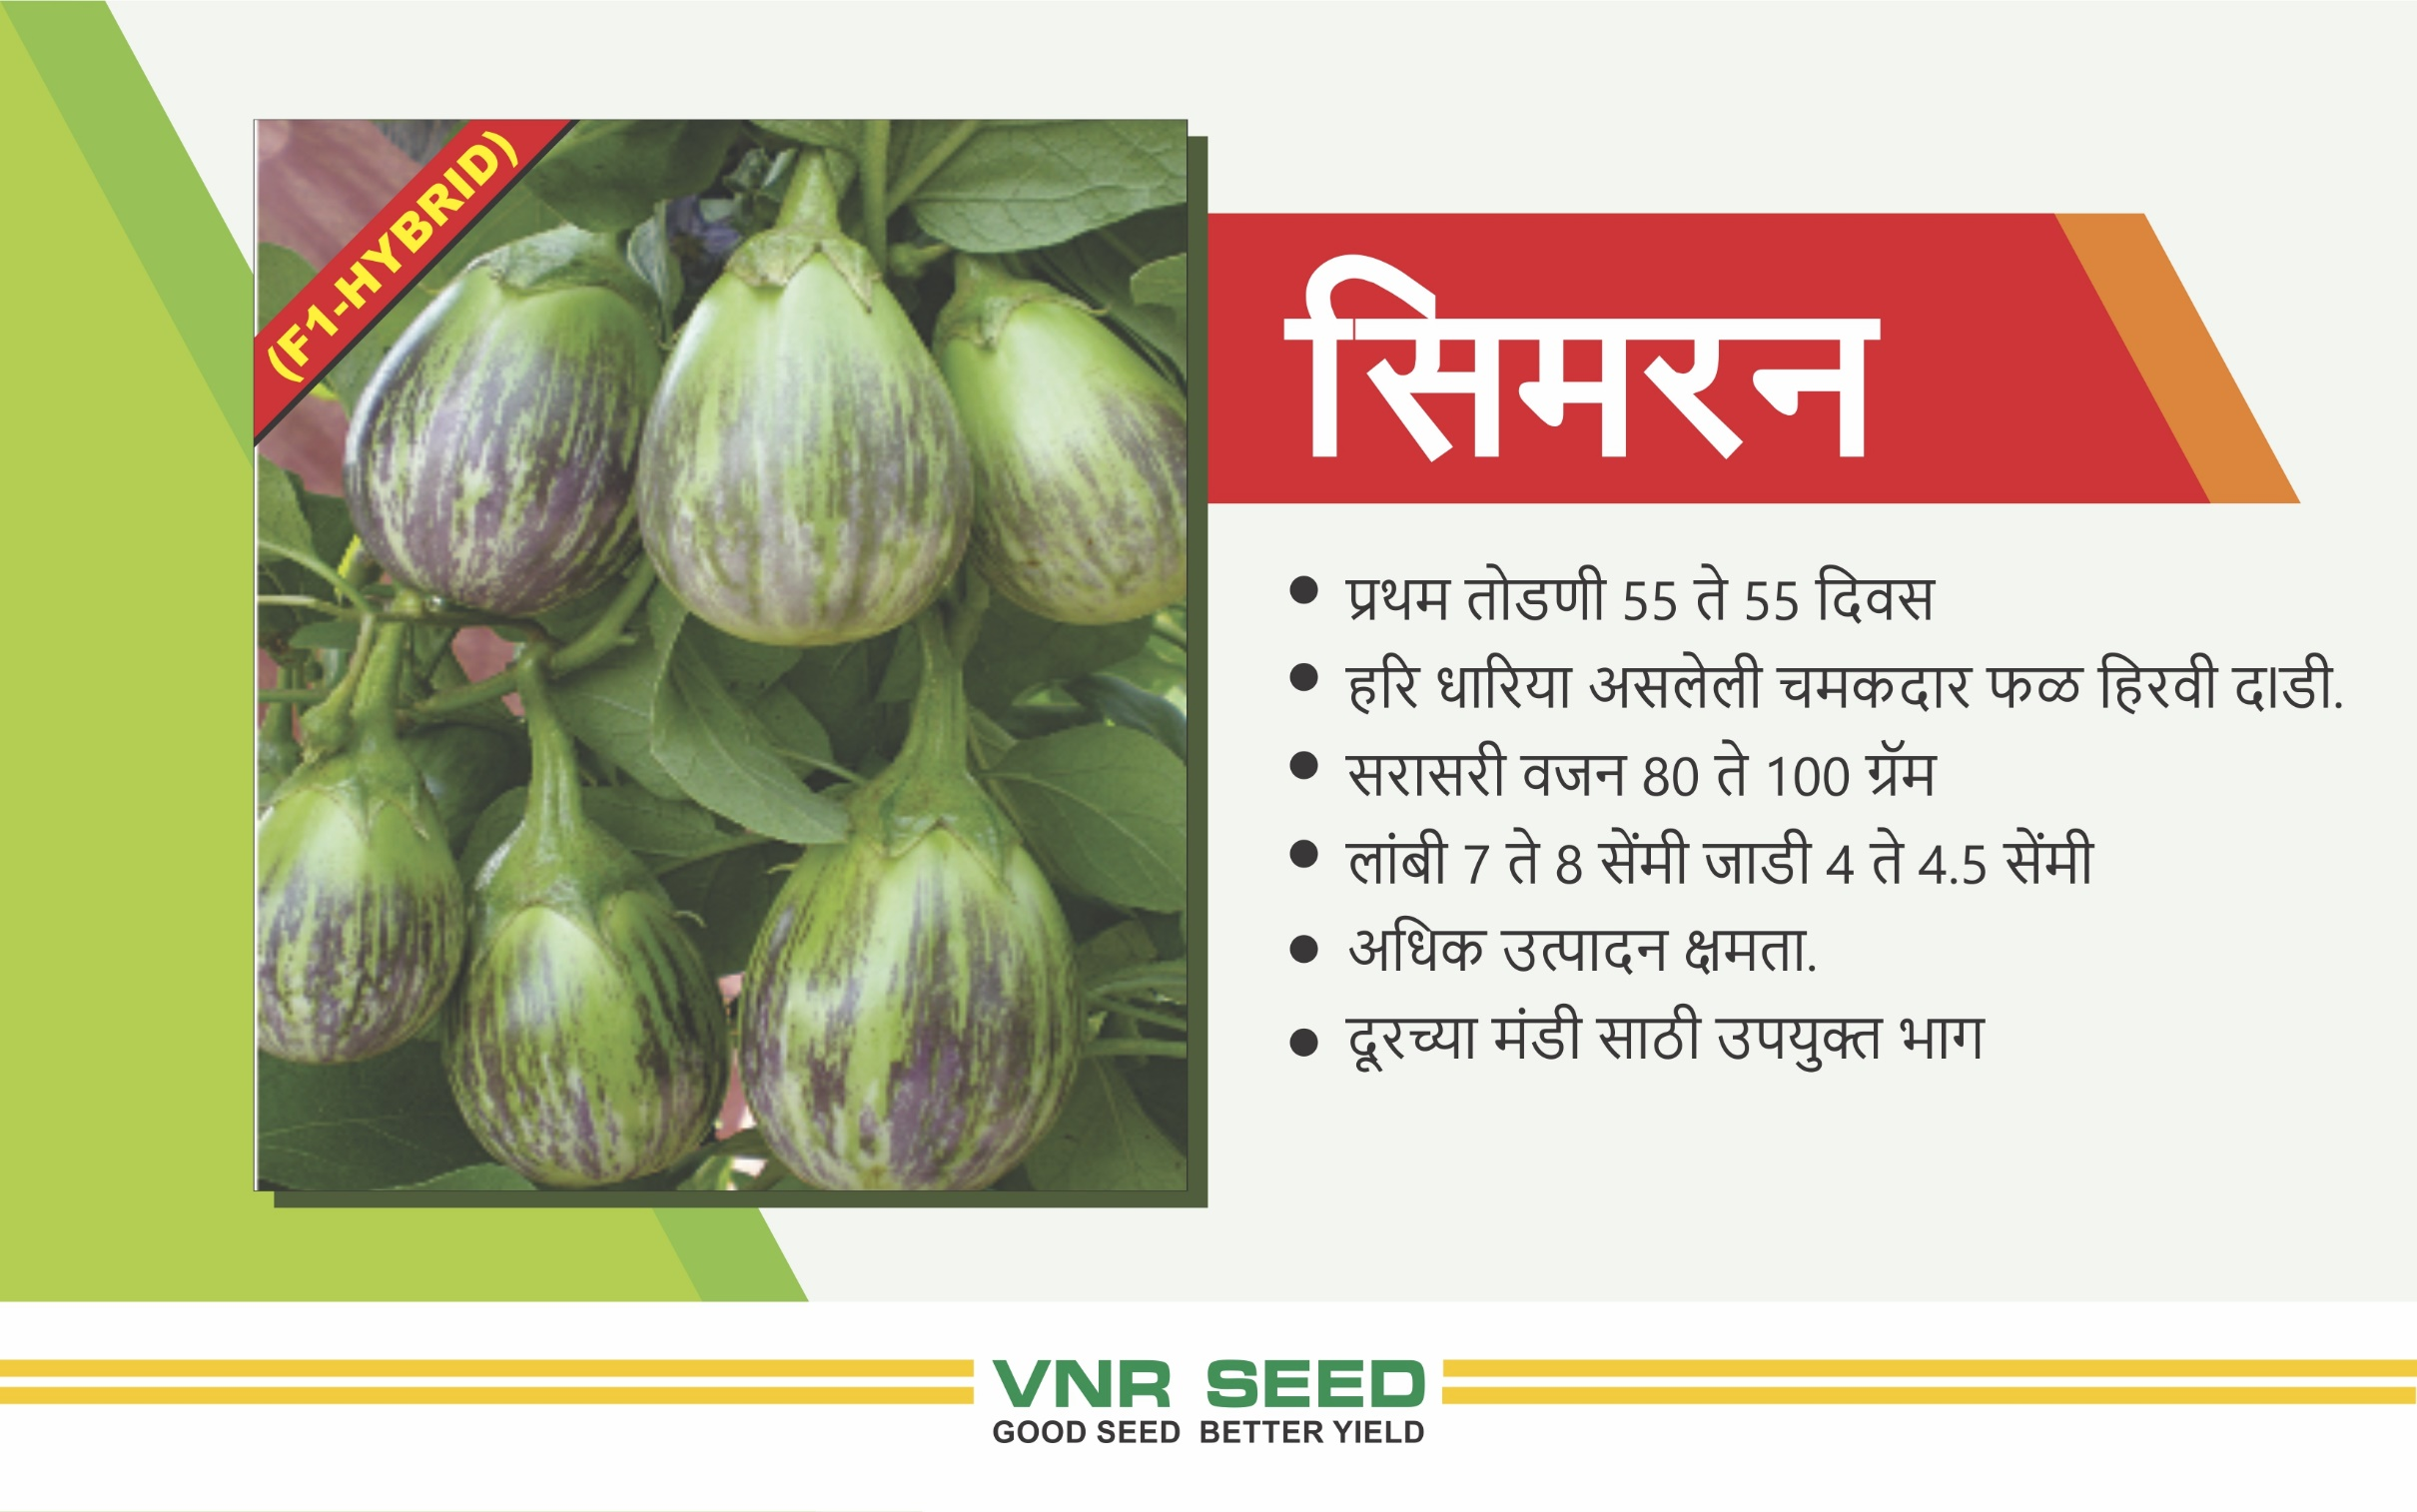 (F1-HYBRID))
सिमरन
● प्रथम तोडणी 55 ते 55 दिवस
● हरि धारिया असलेली चमकदार फळ हिरवी दाडी.
● सरासरी वजन 80 ते 100 ग्रॅम
● लांबी 7 ते 8 सेंमी जाडी 4 ते 4.5 सेंमी
● अधिक उत्पादन क्षमता.
● दूरच्या मंडी साठी उपयुक्त भाग
VNR SEED
GOOD SEED BETTER YIELD